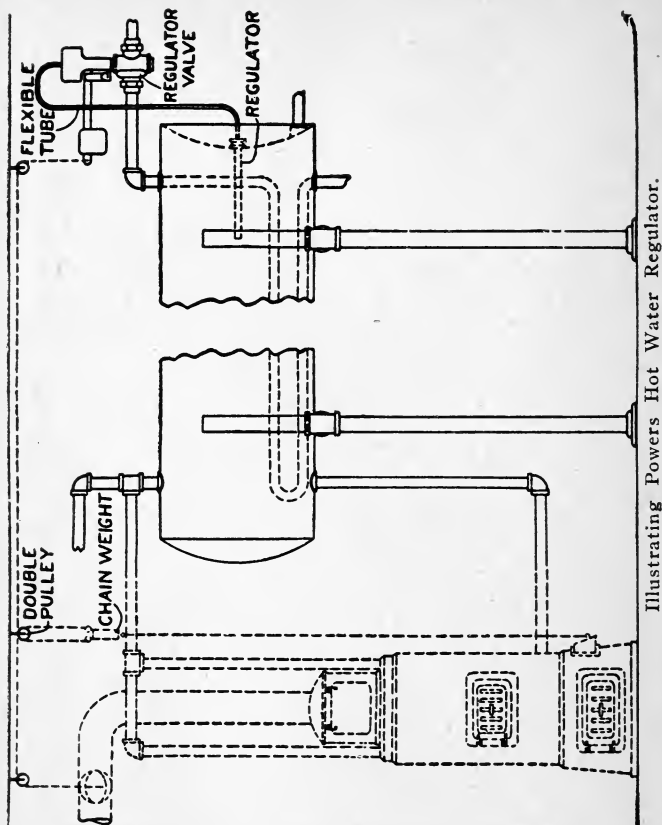 FLEXIBLE
TUBE
REGULATOR
VALVE
REGULATOR
DOUBLE
PULLEY
CHAIN WEIGHT
Illustrating Powers Hot Water Regulator.